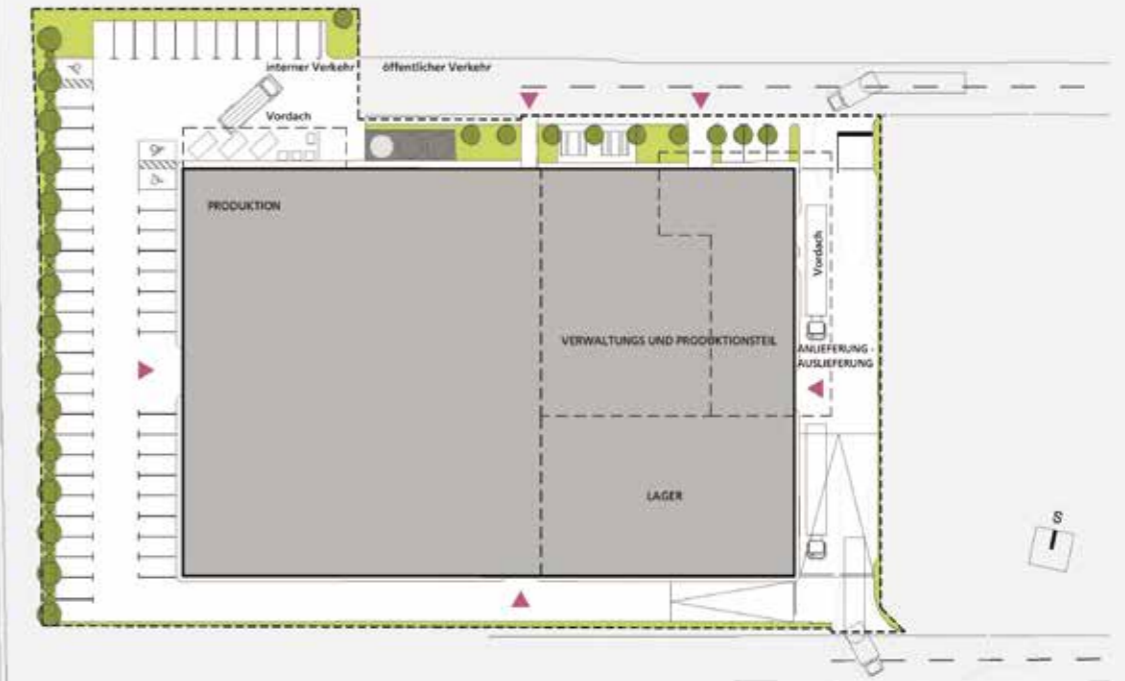 interner Verkehr
öffentlicher Verkehr
Vordach
PRODUKTION
Vordach
VERWALTUNGS UND PRODUKTIONSTEIL
ANLIEFERUNG -
AUSLIEFERUNG
LAGER
S